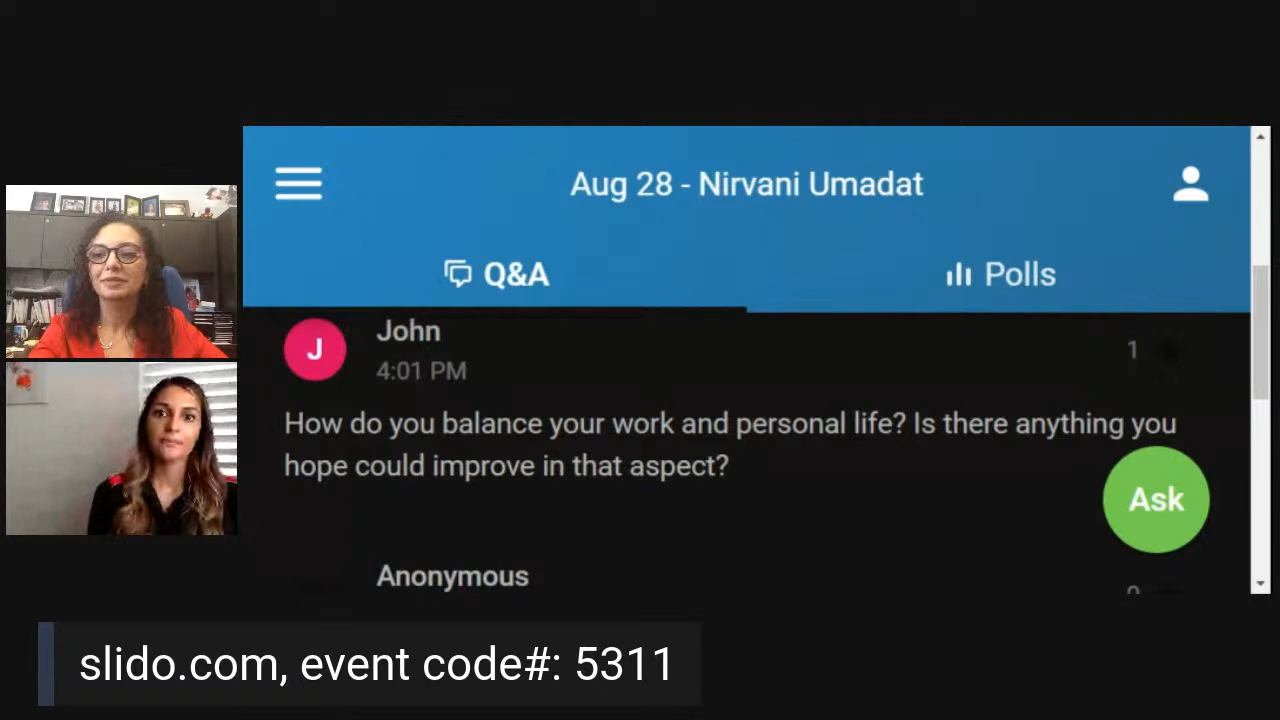 Aug 28 - Nirvani Umadat
Q&A
Polls
J
John
4:01 PM
1
How do you balance your work and personal life? Is there anything you
hope could improve in that aspect?
Ask
Anonymous
slido.com, event code#: 5311